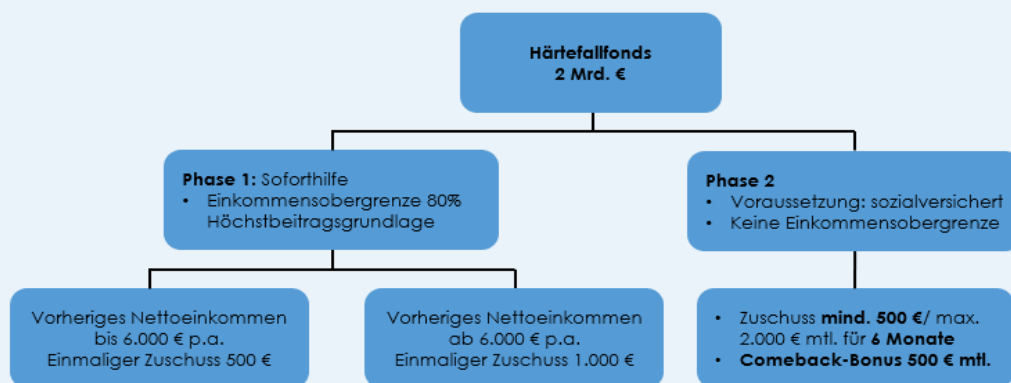 Härtefallfonds
2 Mrd. €
Phase 1: Soforthilfe
• Einkommensobergrenze 80%
Höchstbeitragsgrundlage
Phase 2
• Voraussetzung: sozialversichert
• Keine Einkommensobergrenze
Vorheriges Nettoeinkommen
bis 6.000 € p.a.
Einmaliger Zuschuss 500 €
Vorheriges Nettoeinkommen
ab 6.000 € p.a.
Einmaliger Zuschuss 1.000 €
• Zuschuss mind. 500 €/ max.
2.000 € mtl. für 6 Monate
• Comeback-Bonus 500 € mtl.